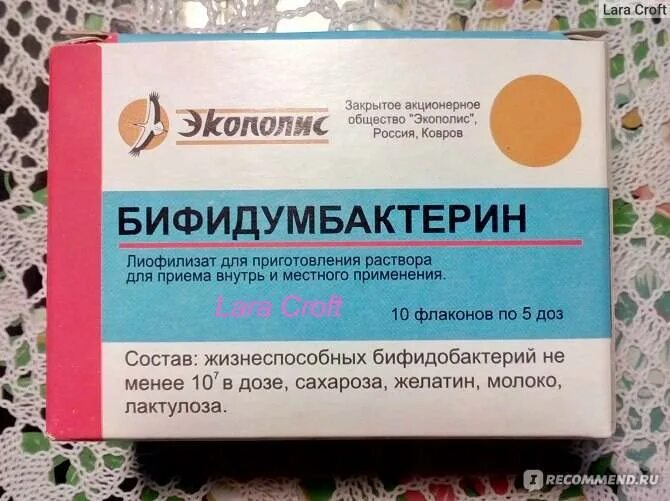 Lara Croft
Экополис
Закрытое акционерное
общество "Экополис",
Россия, Ковров
БИФИДУМБАКТЕРИН
Лиофилизат для приготовления раствора
для приема внутрь и местного применения.
Lara Croft
10 флаконов по 5 доз
Состав: жизнеспособных бифидобактерий не
менее 10⁷ в дозе, сахароза, желатин, молоко,
лактулоза.
IRECOMMEND.RU